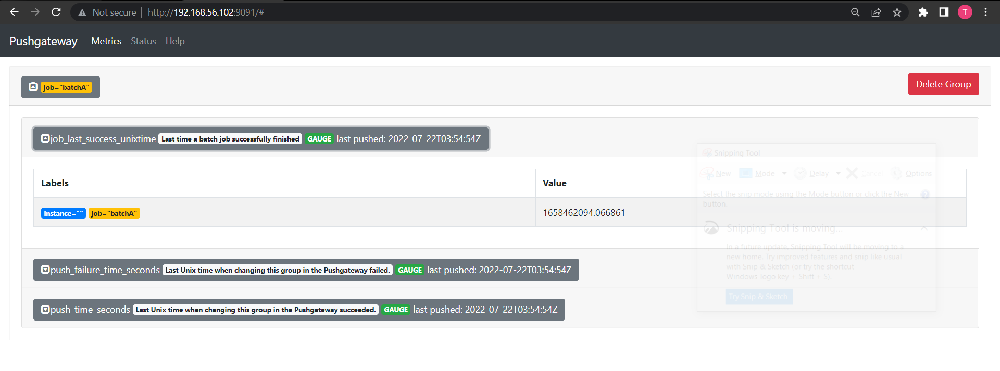 Not secure | http://192.168.56.102:9091/#
T
Pushgateway Metrics Status Help
job="batchA"
Delete Group
job_last_success_unixtime Last time a batch job successfully finished GAUGE last pushed: 2022-07-22T03:54:54Z
Snipping Tool
New Mode Delay Cancel Options
Labels Value
Select the snip mode using the Mode button or click the New
button.
instance="" job="batchA" 1658462094.066861
Snipping Tool is moving...
In a future update, Snipping Tool will be moving to a
new home. Try improved features and snip like usual
with Snip & Sketch (or try the shortcut
Windows logo key + Shift + S).
push_failure_time_seconds Last Unix time when changing this group in the Pushgateway failed. GAUGE last pushed: 2022-07-22T03:54:54Z
Try Snip & Sketch
push_time_seconds Last Unix time when changing this group in the Pushgateway succeeded. GAUGE last pushed: 2022-07-22T03:54:54Z